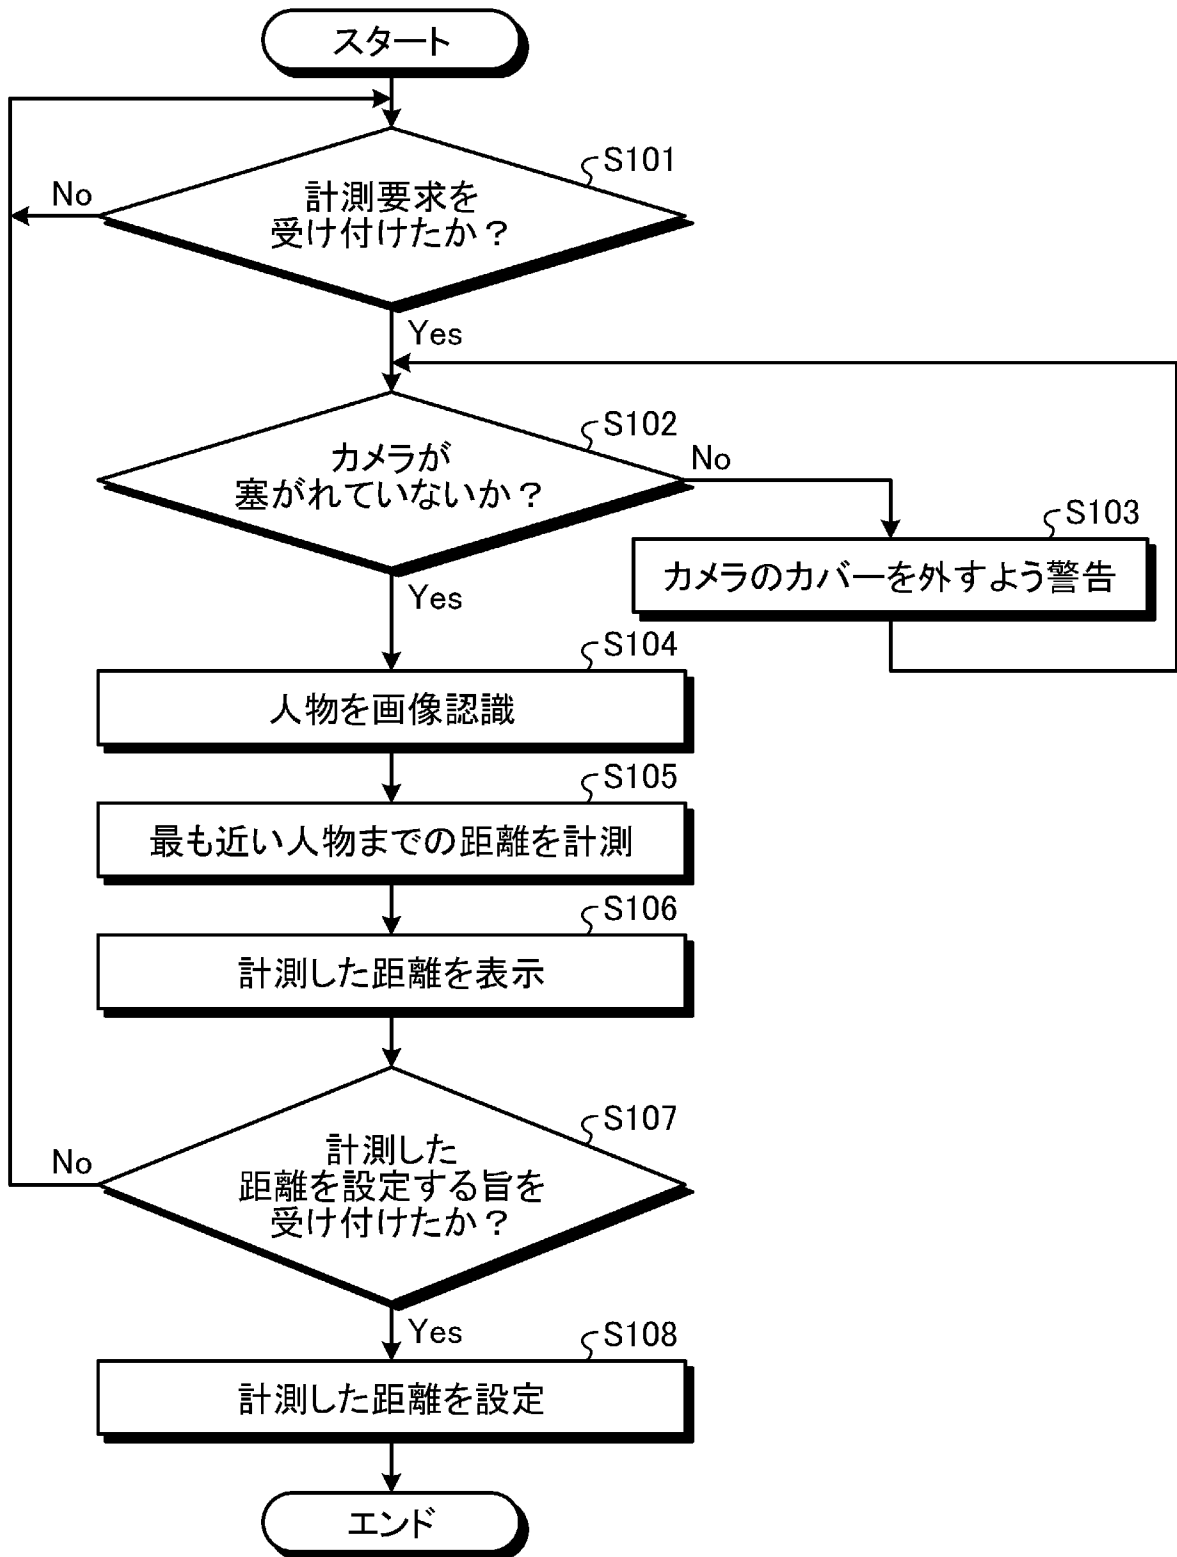 スタート
S101
計測要求を
受け付けたか？
No
Yes
S102
カメラが
塞がれていないか？
No
S103
カメラのカバーを外すよう警告
Yes
S104
人物を画像認識
S105
最も近い人物までの距離を計測
S106
計測した距離を表示
S107
計測した
距離を設定する旨を
受け付けたか？
No
Yes
S108
計測した距離を設定
エンド